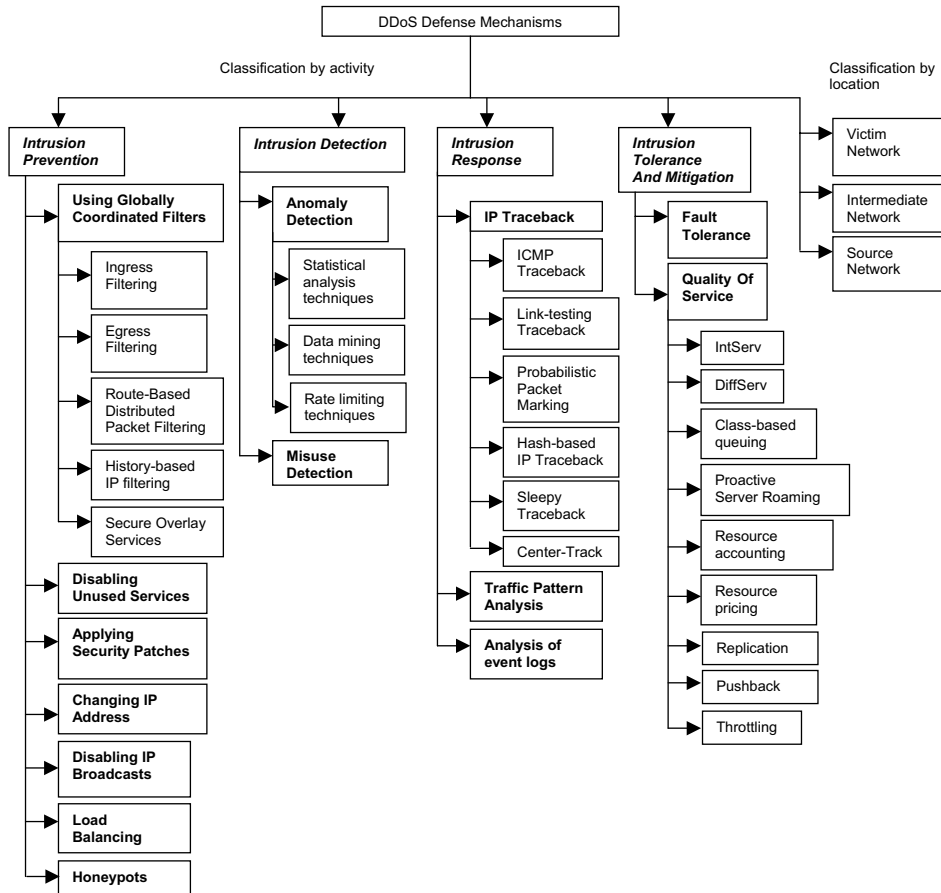 DDoS Defense Mechanisms
Classification by activity
Classification by
location
Intrusion
Prevention
Using Globally
Coordinated Filters
Ingress
Filtering
Egress
Filtering
Route-Based
Distributed
Packet Filtering
History-based
IP filtering
Secure Overlay
Services
Disabling
Unused Services
Applying
Security Patches
Changing IP
Address
Disabling IP
Broadcasts
Load
Balancing
Honeypots
Intrusion Detection
Anomaly
Detection
Statistical
analysis
techniques
Data mining
techniques
Rate limiting
techniques
Misuse
Detection
Intrusion
Response
IP Traceback
ICMP
Traceback
Link-testing
Traceback
Probabilistic
Packet
Marking
Hash-based
IP Traceback
Sleepy
Traceback
Center-Track
Traffic Pattern
Analysis
Analysis of
event logs
Intrusion
Tolerance
And Mitigation
Fault
Tolerance
Quality Of
Service
IntServ
DiffServ
Class-based
queuing
Proactive
Server Roaming
Resource
accounting
Resource
pricing
Replication
Pushback
Throttling
Victim
Network
Intermediate
Network
Source
Network